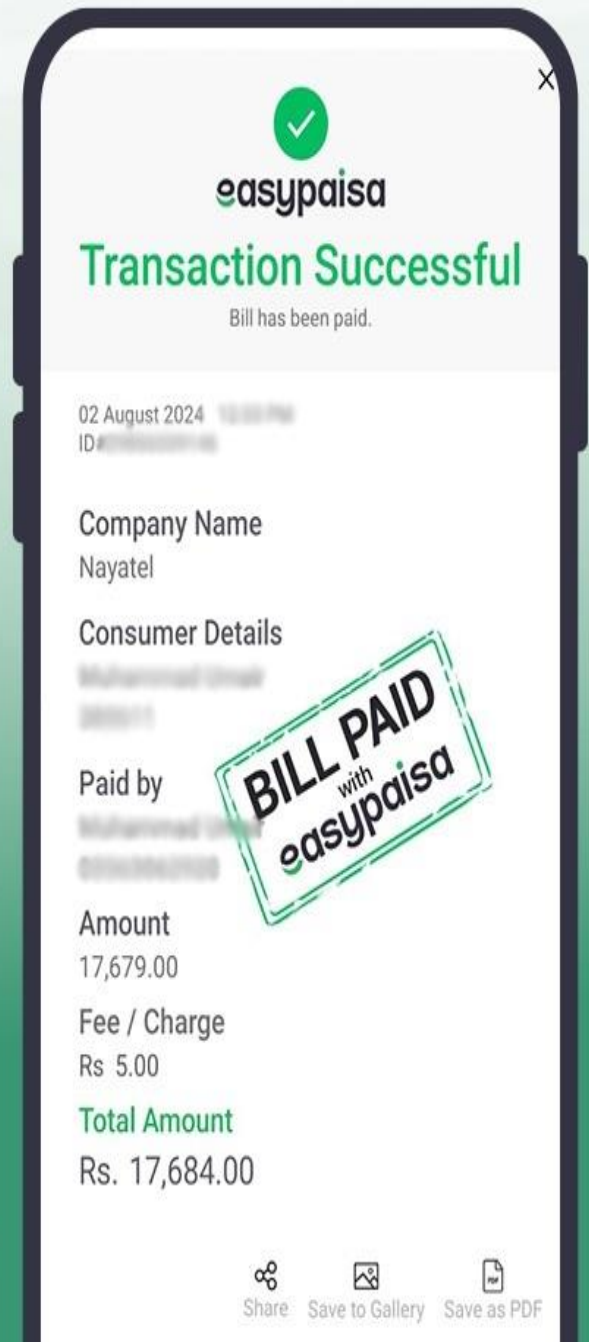 X
easypaisa
Transaction Successful
Bill has been paid.
02 August 2024
ID#
Company Name
Nayatel
Consumer Details
Paid by
BILL PAID
with
easypaisa
Amount
17,679.00
Fee / Charge
Rs 5.00
Total Amount
Rs. 17,684.00
Share Save to Gallery Save as PDF